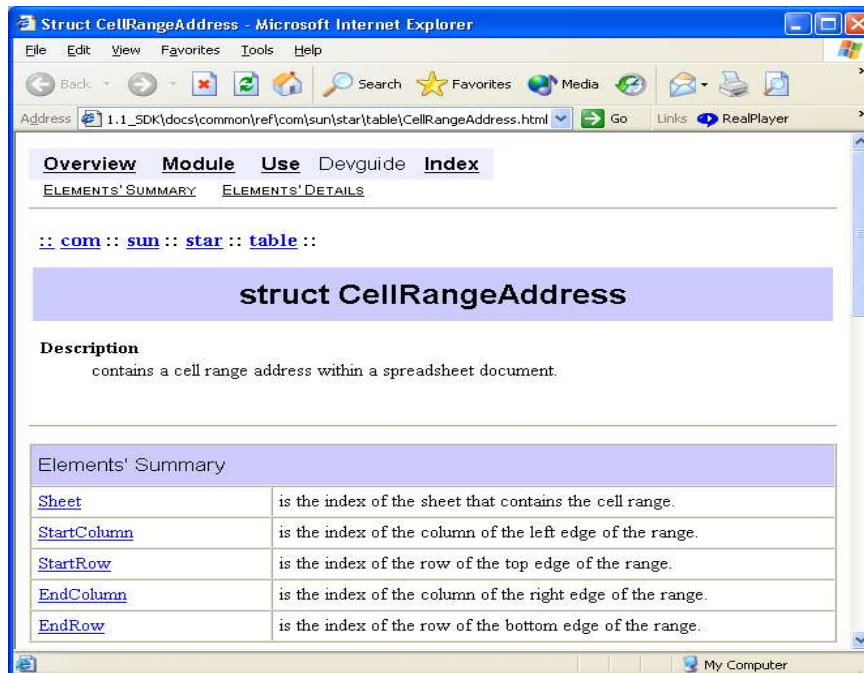 Struct CellRangeAddress - Microsoft Internet Explorer
File Edit View Favorites Tools Help
Back Search Favorites Media
Address 1.1_SDK\docs\common\ref\com\sun\star\table\CellRangeAddress.html Go Links RealPlayer
Overview Module Use Devguide Index
ELEMENTS' SUMMARY ELEMENTS' DETAILS
:: com :: sun :: star :: table ::
struct CellRangeAddress
Description
contains a cell range address within a spreadsheet document.
Elements' Summary
Sheet is the index of the sheet that contains the cell range.
StartColumn is the index of the column of the left edge of the range.
StartRow is the index of the row of the top edge of the range.
EndColumn is the index of the column of the right edge of the range.
EndRow is the index of the row of the bottom edge of the range.
My Computer